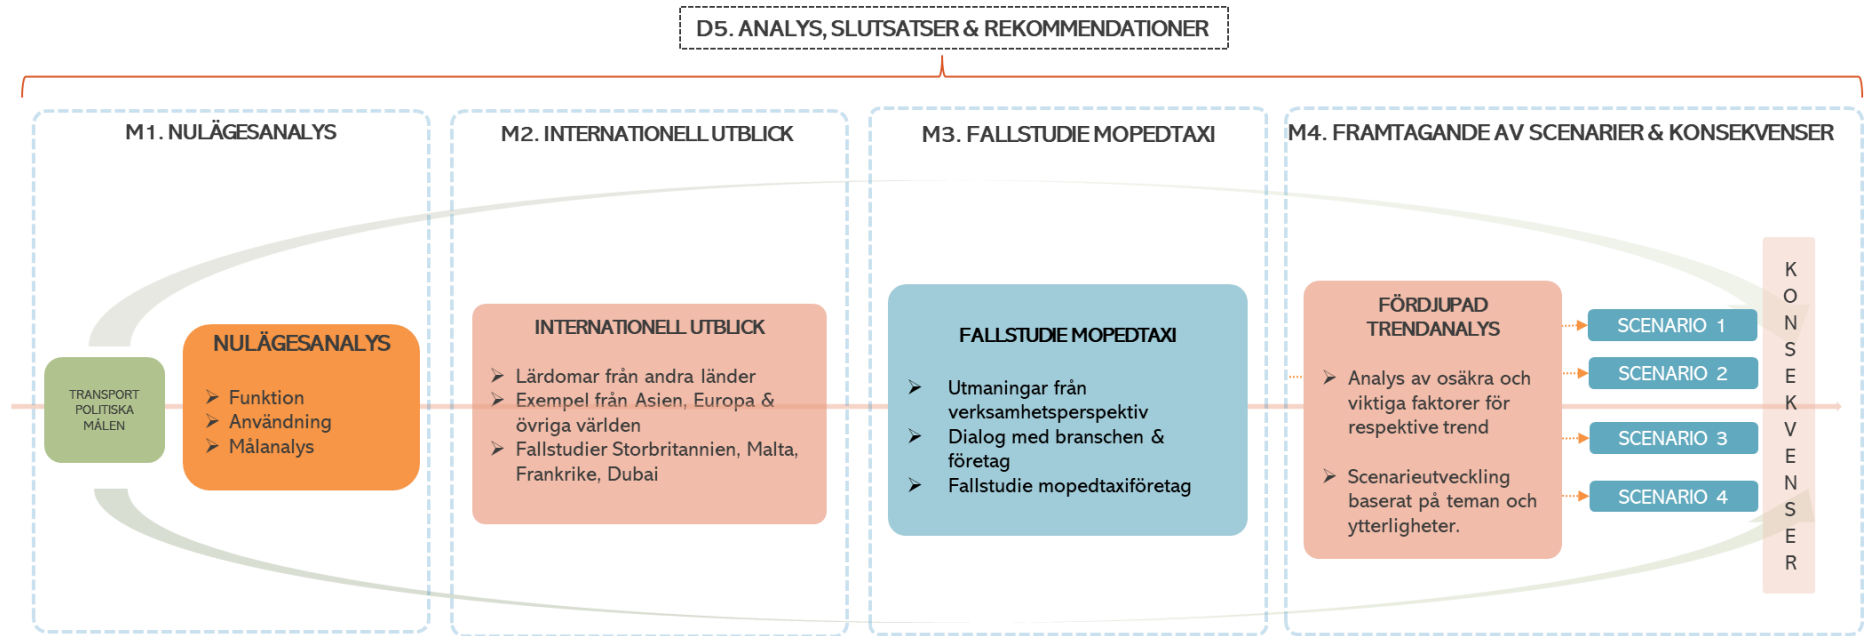 D5. ANALYS, SLUTSATSER & REKOMMENDATIONER
M1. NULÄGESANALYS
M2. INTERNATIONELL UTBLICK
M3. FALLSTUDIE MOPEDTAXI
M4. FRAMTAGANDE AV SCENARIER & KONSEKVENSER
TRANSPORT
POLITISKA
MÅLEN
NULÄGESANALYS
➢ Funktion
➢ Användning
➢ Målanalys
INTERNATIONELL UTBLICK
➢ Lärdomar från andra länder
➢ Exempel från Asien, Europa &
övriga världen
➢ Fallstudier Storbritannien, Malta,
Frankrike, Dubai
FALLSTUDIE MOPEDTAXI
➢ Utmaningar från
verksamhetsperspektiv
➢ Dialog med branschen &
företag
➢ Fallstudie mopedtaxiföretag
FÖRDJUPAD
TRENDANALYS
➢ Analys av osäkra och
viktiga faktorer för
respektive trend
➢ Scenarieutveckling
baserat på teman och
ytterligheter.
SCENARIO 1
SCENARIO 2
SCENARIO 3
SCENARIO 4
KONSEKVENSER